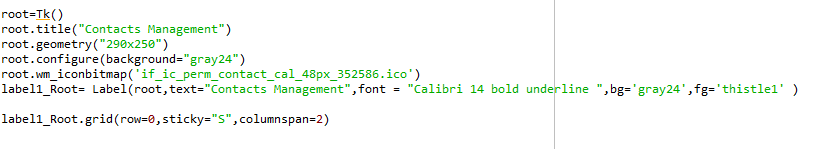 root=Tk()
root.title("Contacts Management")
root.geometry("290x250")
root.configure(background="gray24")
root.wm_iconbitmap('if_ic_perm_contact_cal_48px_352586.ico')
label1_Root= Label(root,text="Contacts Management",font = "Calibri 14 bold underline ",bg='gray24',fg='thistle1' )
label1_Root.grid(row=0,sticky="S",columnspan=2)